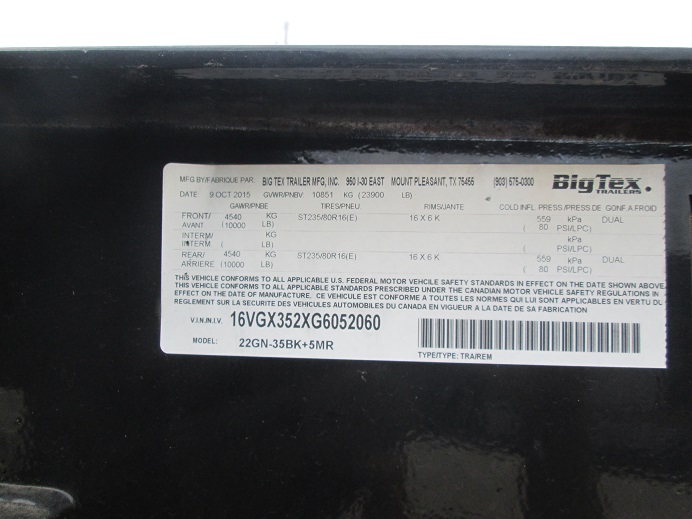 MFG.BY/FABRIQUE PAR: BIG TEX TRAILER MFG, INC. 950 I-30 EAST MOUNT PLEASANT, TX 75455 (903) 575-0300 BigTex. TRAILERS
DATE: 9 OCT 2015 GVWR/PNBV: 10851 KG (23900 LB)
GAWR/PNBE TIRES/PNEU. RIMS/JANTE COLD INFL. PRESS/PRESS DE GONF.A FROID
FRONT/ 4540 KG ST235/80R16(E) 16 X 6 K 559 kPa DUAL
AVANT (10000 LB) ( 80 PSI/LPC)
INTERM/ KG kPa
INTERM ( LB) ( PSI/LPC)
REAR/ 4540 KG ST235/80R16(E) 16 X 6 K 559 kPa DUAL
ARRIERE (10000 LB) ( 80 PSI/LPC)
THIS VEHICLE CONFORMS TO ALL APPLICABLE U.S. FEDERAL MOTOR VEHICLE SAFETY STANDARDS IN EFFECT ON THE DATE SHOWN ABOVE.
THIS VEHICLE CONFORMS TO ALL APPLICABLE STANDARDS PRESCRIBED UNDER THE CANADIAN MOTOR VEHICLE SAFETY REGULATIONS IN
EFFECT ON THE DATE OF MANUFACTURE. CE VEHICULE EST CONFORME A TOUTES LES NORMES QUI LUI SONT APPLICABLES EN VERTU DU
REGLEMENT SUR LA SECURITE DES VEHICULES AUTOMOBILES DU CANADA EN VIGUEUR A LA DATE DE SA FABRICATION
V.I.N./N.I.V. 16VGX352XG6052060
MODEL: 22GN-35BK+5MR TYPE/TYPE: TRA/REM